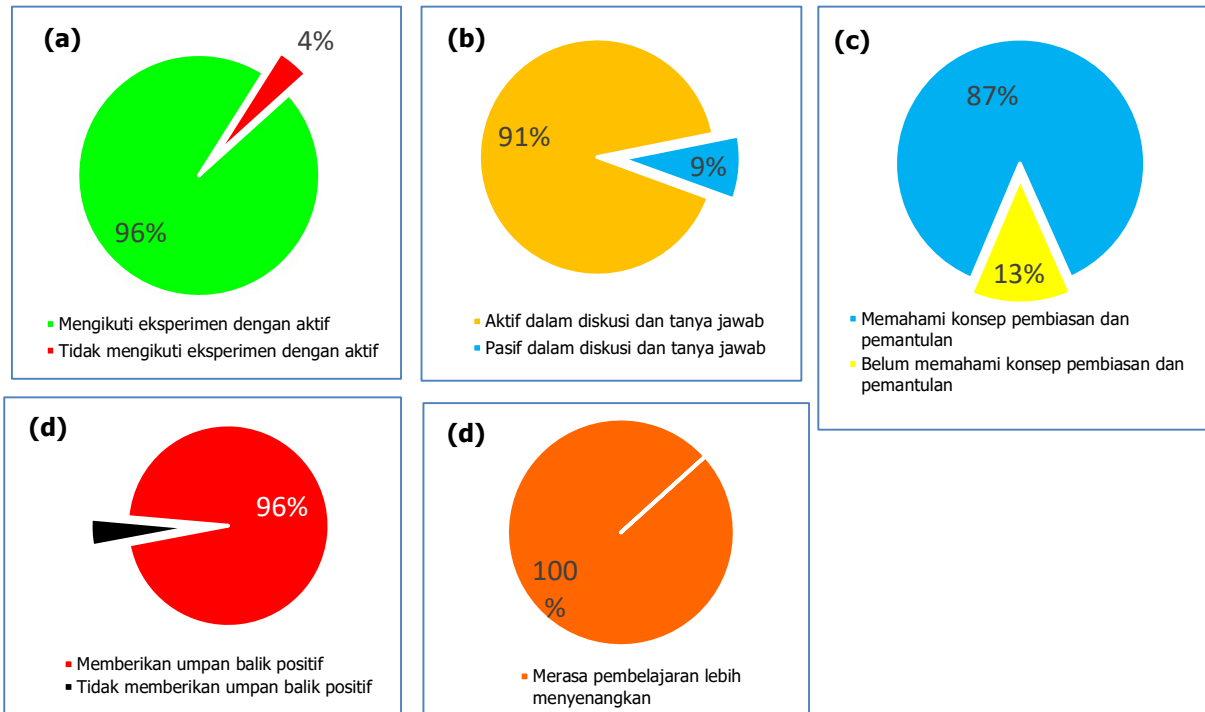 (a)
4%
96%
Mengikuti eksperimen dengan aktif
Tidak mengikuti eksperimen dengan aktif
(b)
91%
9%
Aktif dalam diskusi dan tanya jawab
Pasif dalam diskusi dan tanya jawab
(c)
87%
13%
Memahami konsep pembiasan dan
pemantulan
Belum memahami konsep pembiasan dan
pemantulan
(d)
96%
Memberikan umpan balik positif
Tidak memberikan umpan balik positif
(d)
100
%
Merasa pembelajaran lebih
menyenangkan